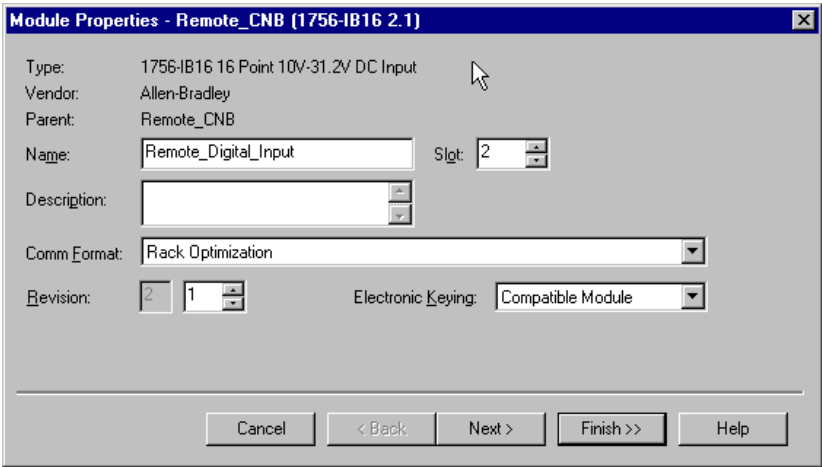 Module Properties - Remote_CNB (1756-IB16 2.1)
Type: 1756-IB16 16 Point 10V-31.2V DC Input
Vendor: Allen-Bradley
Parent: Remote_CNB
Name: Remote_Digital_Input Slot: 2
Description:
Comm Format: Rack Optimization
Revision: 2 1 Electronic Keying: Compatible Module
Cancel < Back Next > Finish >> Help